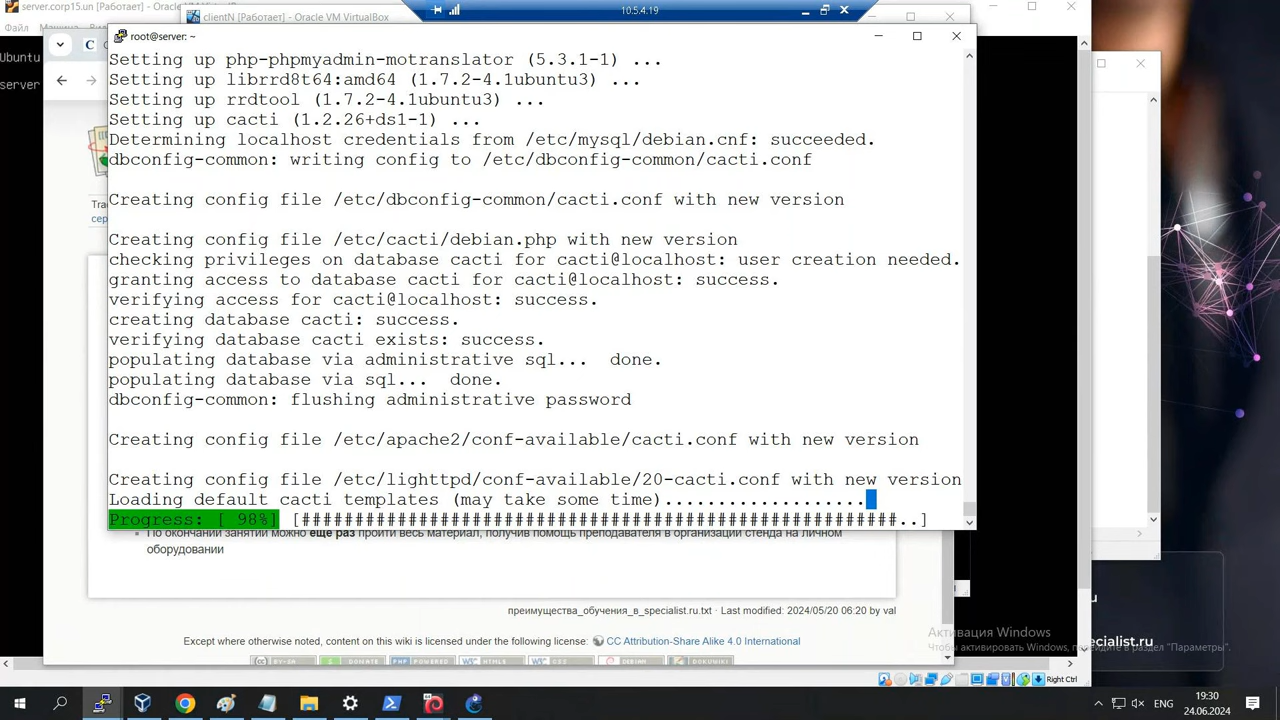 server.corp15.un [Работает] - Oracle VM VirtualBox
clientN [Работает] - Oracle VM VirtualBox
10.5.4.19
Файл
Машина
root@server: ~
Ubuntu
server
Setting up php-phpmyadmin-motranslator (5.3.1-1) ...
Setting up librrd8t64:amd64 (1.7.2-4.1ubuntu3) ...
Setting up rrdtool (1.7.2-4.1ubuntu3) ...
Setting up cacti (1.2.26+ds1-1) ...
Determining localhost credentials from /etc/mysql/debian.cnf: succeeded.
dbconfig-common: writing config to /etc/dbconfig-common/cacti.conf
Creating config file /etc/dbconfig-common/cacti.conf with new version
Creating config file /etc/cacti/debian.php with new version
checking privileges on database cacti for cacti@localhost: user creation needed.
granting access to database cacti for cacti@localhost: success.
verifying access for cacti@localhost: success.
creating database cacti: success.
verifying database cacti exists: success.
populating database via administrative sql... done.
populating database via sql... done.
dbconfig-common: flushing administrative password
Creating config file /etc/apache2/conf-available/cacti.conf with new version
Creating config file /etc/lighttpd/conf-available/20-cacti.conf with new version
Loading default cacti templates (may take some time)...................
Progress: [ 98%] [########################################################..]
Trac
сер
По окончании занятий можно еще раз пройти весь материал, получив помощь преподавателя в организации стенда на личном
оборудовании
преимущества_обучения_в_specialist.ru.txt · Last modified: 2024/05/20 06:20 by val
Except where otherwise noted, content on this wiki is licensed under the following license: CC Attribution-Share Alike 4.0 International
DONATE
PHP POWERED
W3C HTML5
W3C CSS
DEBIAN
DOKUWIKI
ecialist.ru
Активация Windows
Чтобы активировать Windows, перейдите в раздел "Параметры".
Right Ctrl
ENG
19:30
24.06.2024